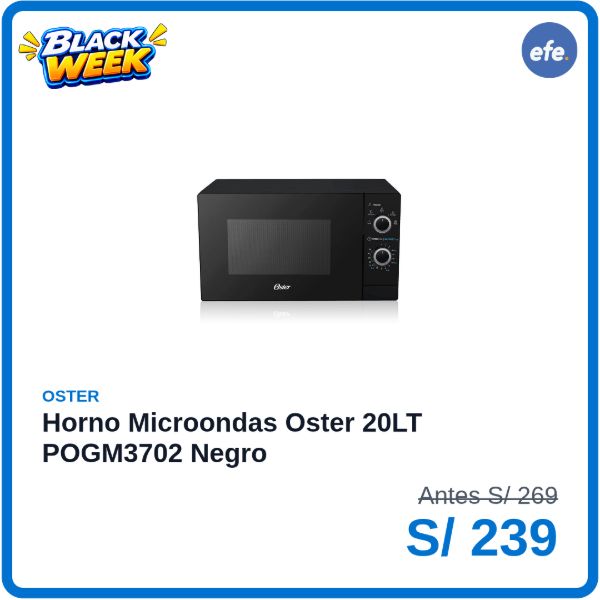 BLACK
WEEK
efe.
Oster
OSTER
Horno Microondas Oster 20LT
POGM3702 Negro
Antes S/ 269
S/ 239